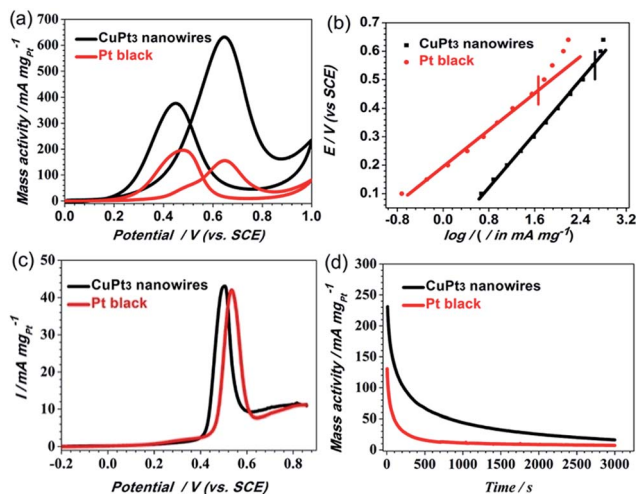 (a)
700
600
500
400
300
200
100
0
Mass activity / mA mg_Pt^-1
CuPt3 nanowires
Pt black
0.0 0.2 0.4 0.6 0.8 1.0
Potential / V (vs. SCE)
(b)
0.7
0.6
0.5
0.4
0.3
0.2
0.1
E / V (vs SCE)
CuPt3 nanowires
Pt black
-0.8 0.0 0.8 1.6 2.4 3.2
log I (I in mA mg^-1)
(c)
50
40
30
20
10
0
I / mA mg_Pt^-1
CuPt3 nanowires
Pt black
-0.2 0.0 0.2 0.4 0.6 0.8
Potential / V (vs. SCE)
(d)
300
250
200
150
100
50
0
Mass activity / mA mg_Pt^-1
CuPt3 nanowires
Pt black
0 500 1000 1500 2000 2500 3000
Time / s